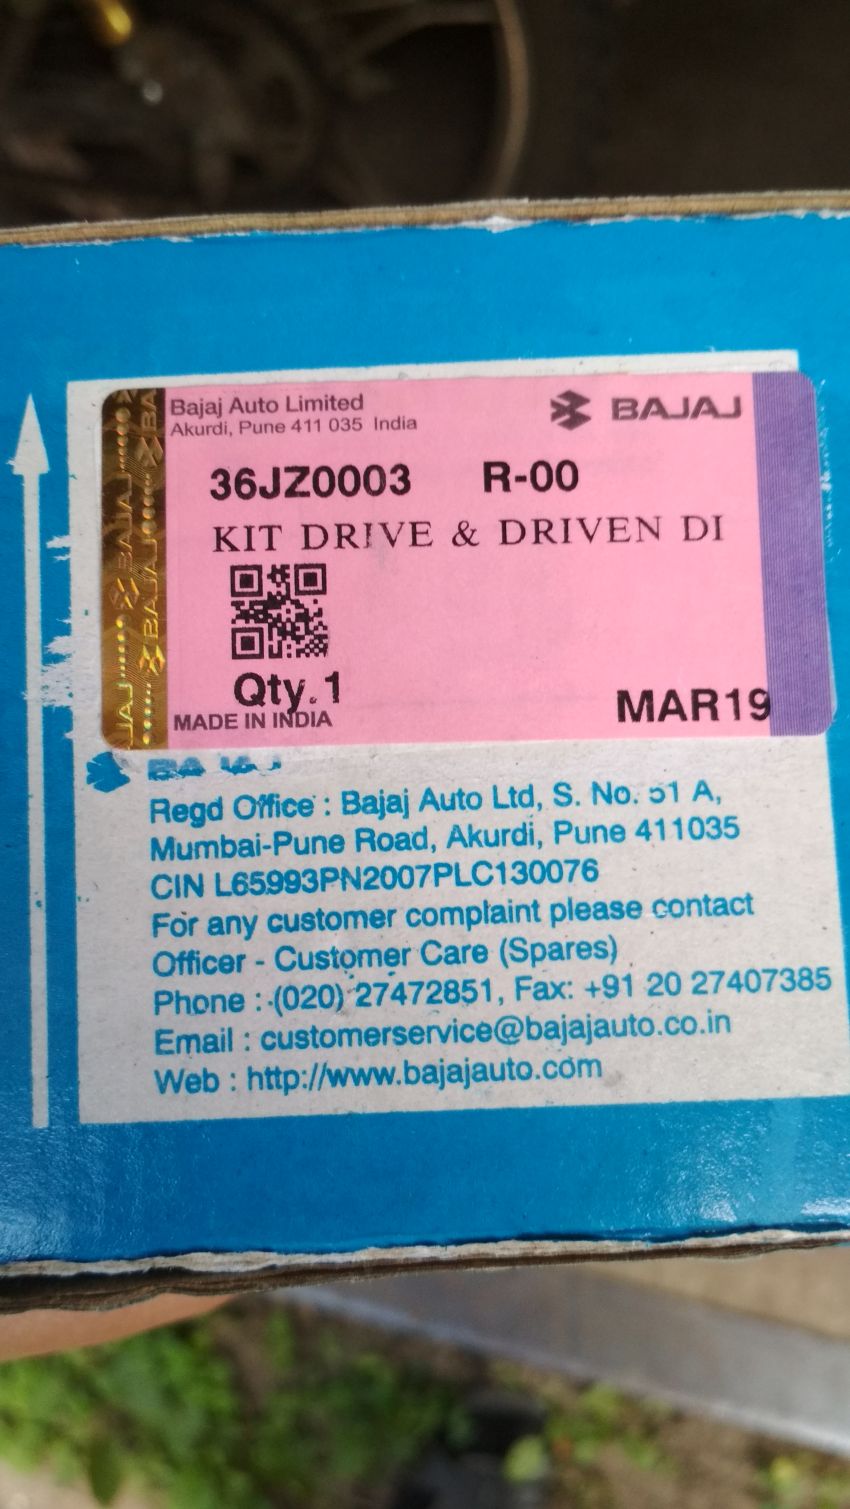 Bajaj Auto Limited
Akurdi, Pune 411 035 India
BAJAJ
36JZ0003 R-00
KIT DRIVE & DRIVEN DI
Qty.1
MADE IN INDIA
MAR19
BAJAJ
BAJAJ
BAJAJ
Regd Office : Bajaj Auto Ltd, S. No. 51 A,
Mumbai-Pune Road, Akurdi, Pune 411035
CIN L65993PN2007PLC130076
For any customer complaint please contact
Officer - Customer Care (Spares)
Phone : (020) 27472851, Fax: +91 20 27407385
Email : customerservice@bajajauto.co.in
Web : http://www.bajajauto.com